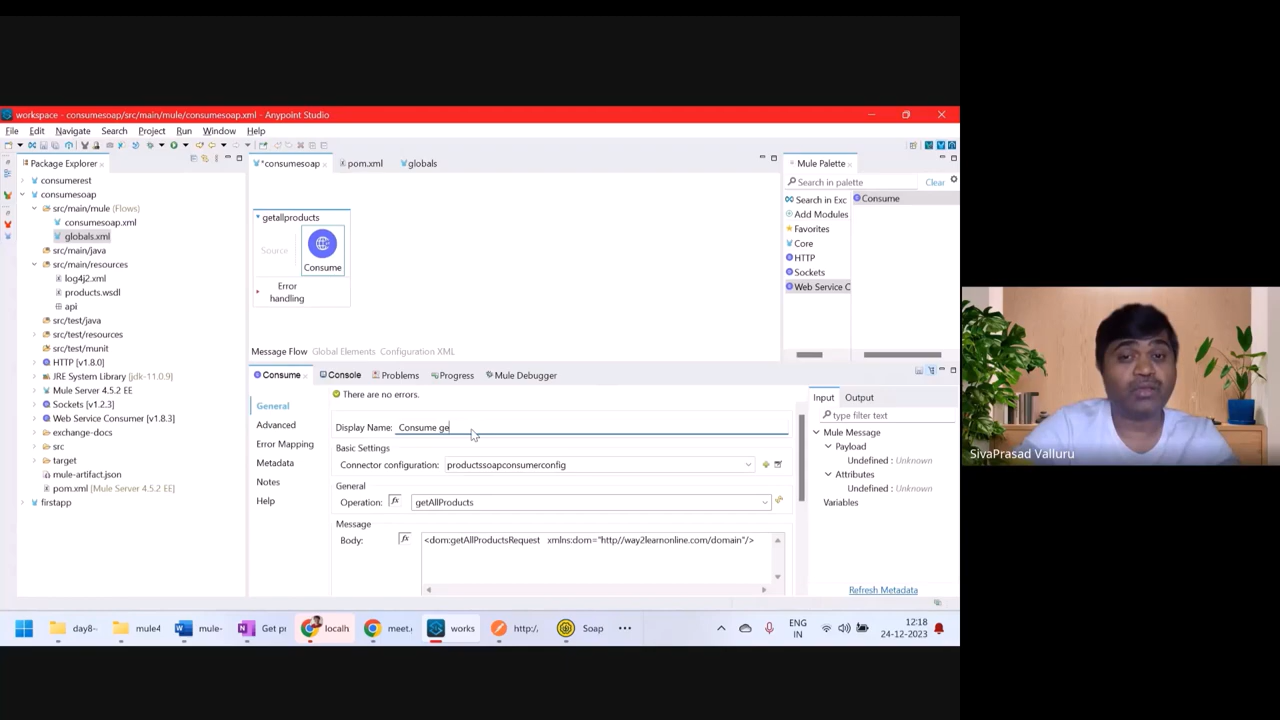 workspace - consumesoap/src/main/mule/consumesoap.xml - Anypoint Studio
File Edit Navigate Search Project Run Window Help
Package Explorer
consumerest
consumesoap
src/main/mule (Flows)
consumesoap.xml
globals.xml
src/main/java
src/main/resources
log4j2.xml
products.wsdl
api
src/test/java
src/test/resources
src/test/munit
HTTP [v1.8.0]
JRE System Library [jdk-11.0.9]
Mule Server 4.5.2 EE
Sockets [v1.2.3]
Web Service Consumer [v1.8.3]
exchange-docs
src
target
mule-artifact.json
pom.xml [Mule Server 4.5.2 EE]
firstapp
*consumesoap pom.xml globals
getallproducts
Source
Consume
Error
handling
Message Flow Global Elements Configuration XML
Mule Palette
Search in palette Clear
Search in Exc
Add Modules
Favorites
Core
HTTP
Sockets
Web Service C
Consume
Consume Console Problems Progress Mule Debugger
There are no errors.
General
Advanced
Error Mapping
Metadata
Notes
Help
Display Name: Consume ge
Basic Settings
Connector configuration: productssoapconsumerconfig
General
Operation: fx getAllProducts
Message
Body: fx <dom:getAllProductsRequest xmlns:dom="http//way2learnonline.com/domain"/>
Input Output
type filter text
Mule Message
Payload
Undefined : Unknown
Attributes
Undefined : Unknown
Variables
Refresh Metadata
SivaPrasad Valluru
day8- mule4 mule- Get pr localh meet. works http:/, Soap
ENG
IN
12:18
24-12-2023